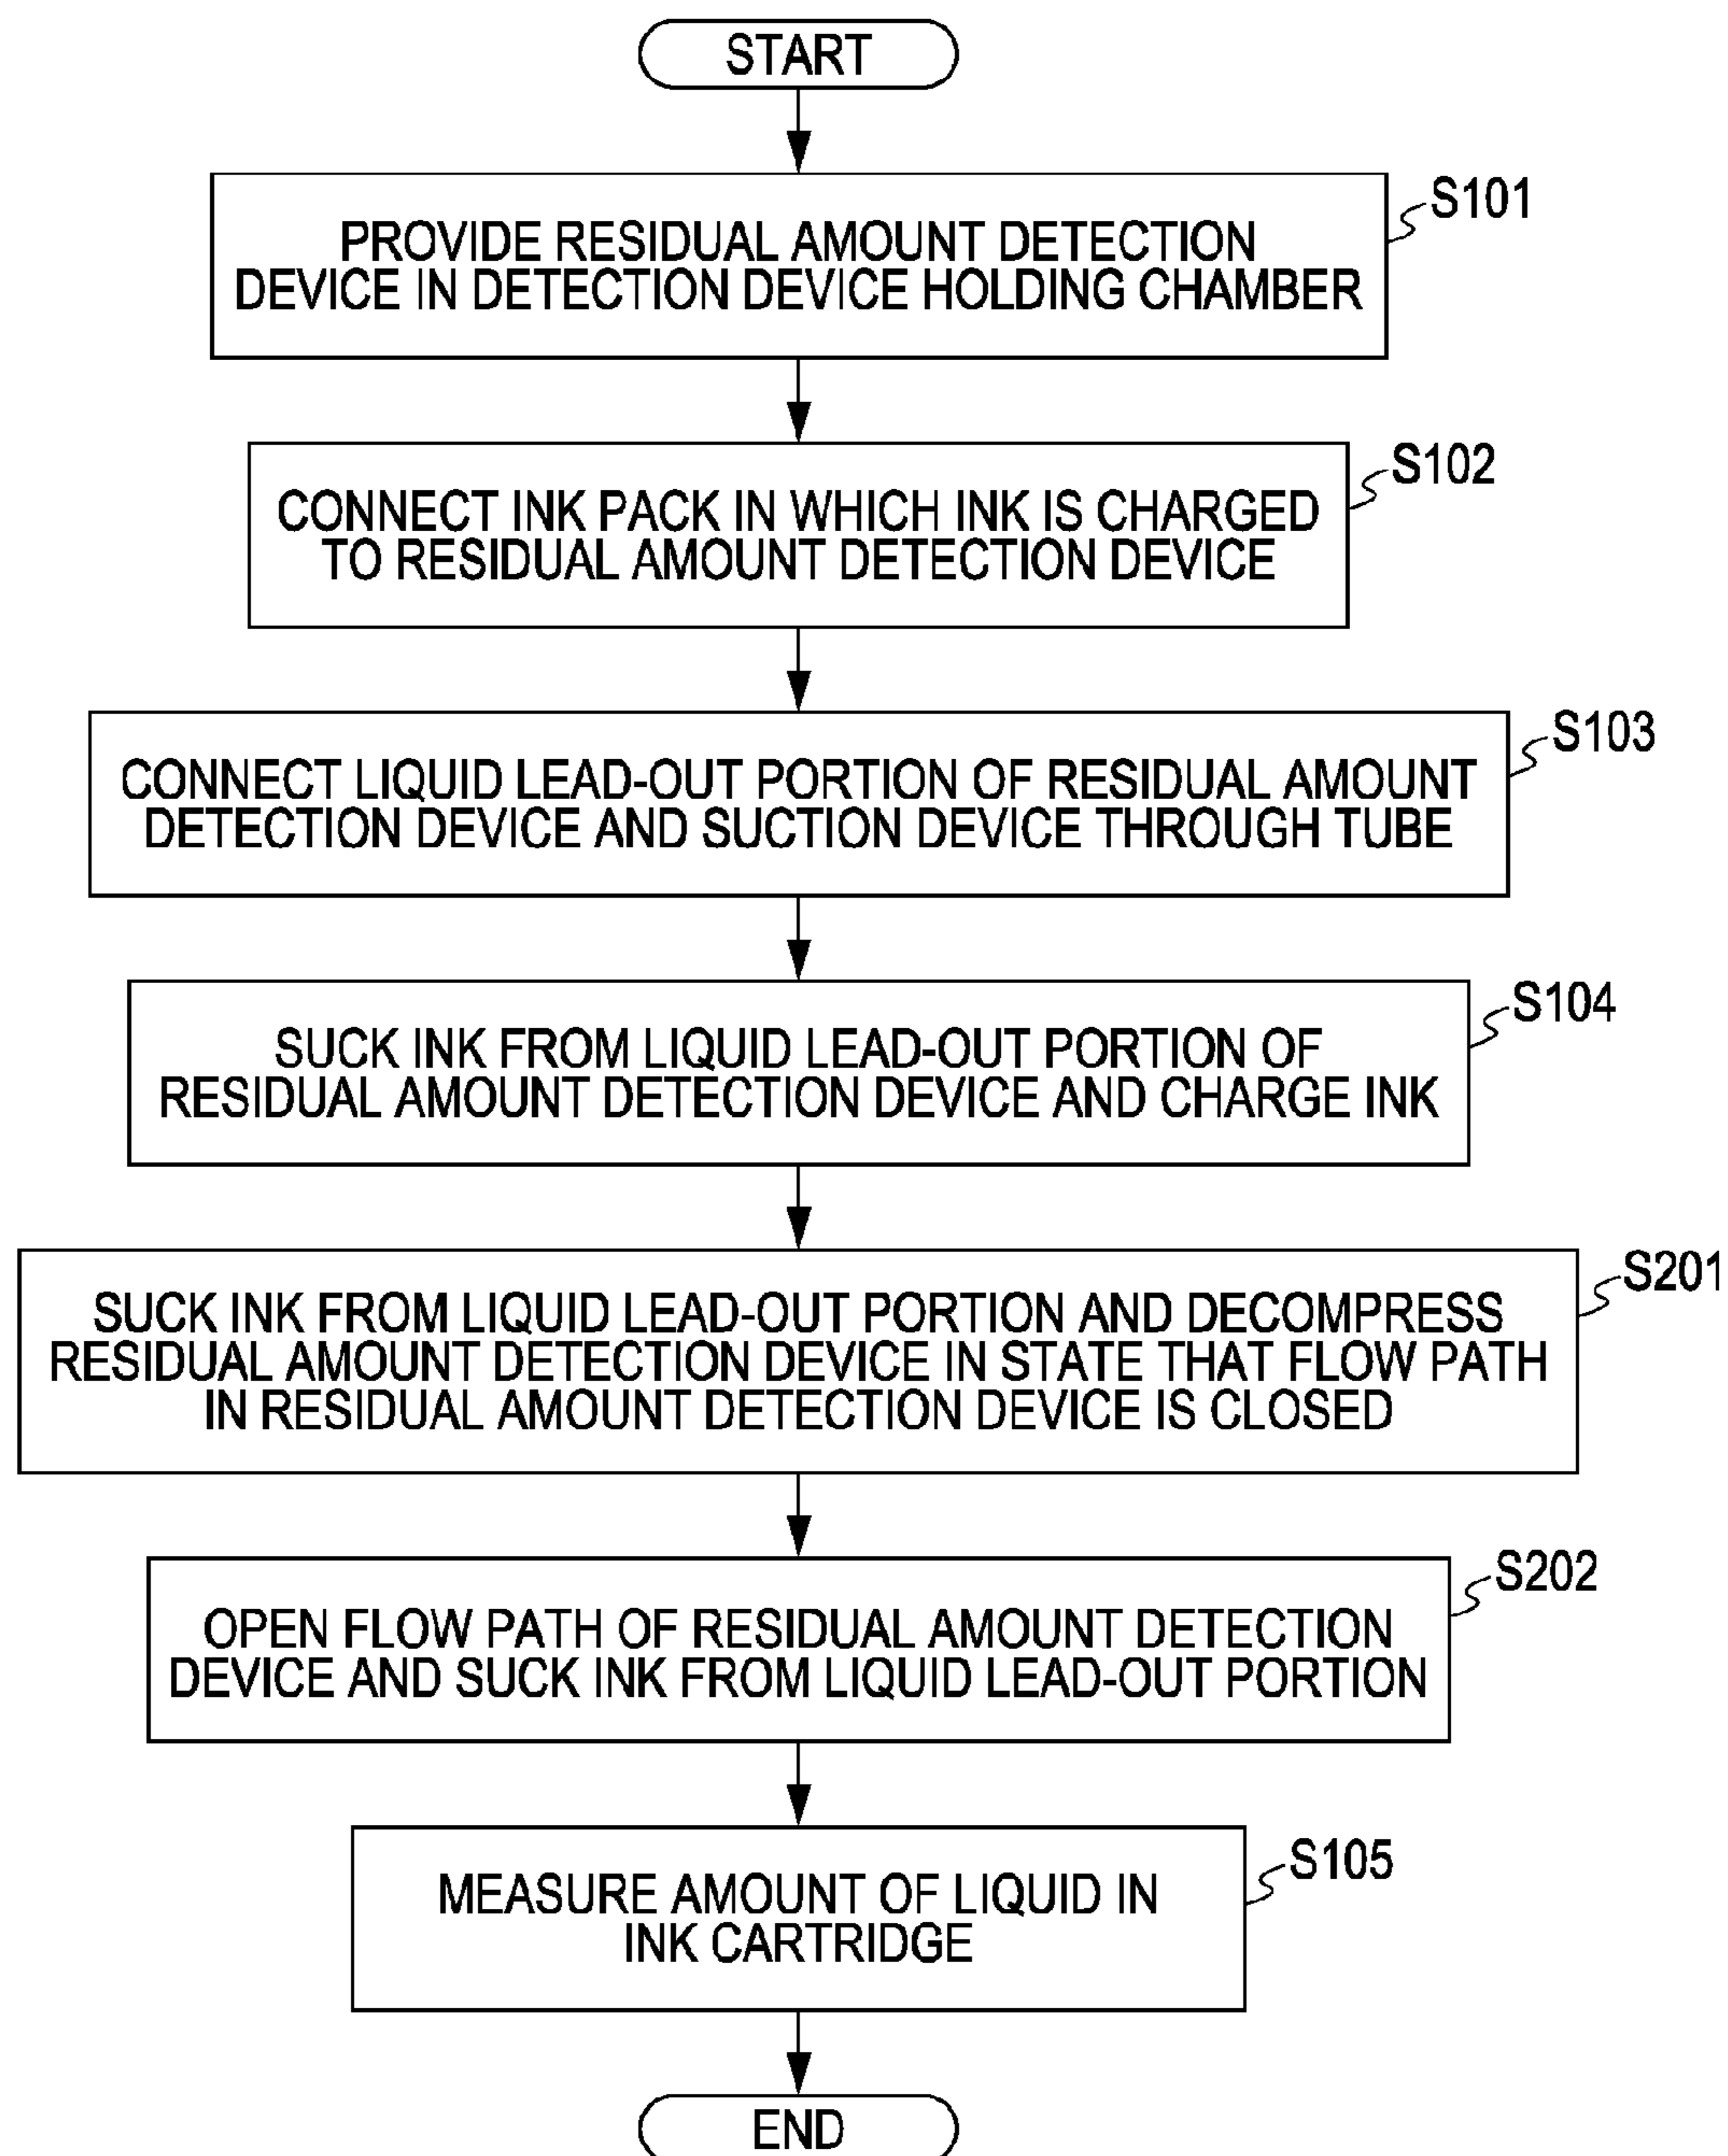 START
S101
PROVIDE RESIDUAL AMOUNT DETECTION
DEVICE IN DETECTION DEVICE HOLDING CHAMBER
S102
CONNECT INK PACK IN WHICH INK IS CHARGED
TO RESIDUAL AMOUNT DETECTION DEVICE
S103
CONNECT LIQUID LEAD-OUT PORTION OF RESIDUAL AMOUNT
DETECTION DEVICE AND SUCTION DEVICE THROUGH TUBE
S104
SUCK INK FROM LIQUID LEAD-OUT PORTION OF
RESIDUAL AMOUNT DETECTION DEVICE AND CHARGE INK
S201
SUCK INK FROM LIQUID LEAD-OUT PORTION AND DECOMPRESS
RESIDUAL AMOUNT DETECTION DEVICE IN STATE THAT FLOW PATH
IN RESIDUAL AMOUNT DETECTION DEVICE IS CLOSED
S202
OPEN FLOW PATH OF RESIDUAL AMOUNT DETECTION
DEVICE AND SUCK INK FROM LIQUID LEAD-OUT PORTION
S105
MEASURE AMOUNT OF LIQUID IN
INK CARTRIDGE
END